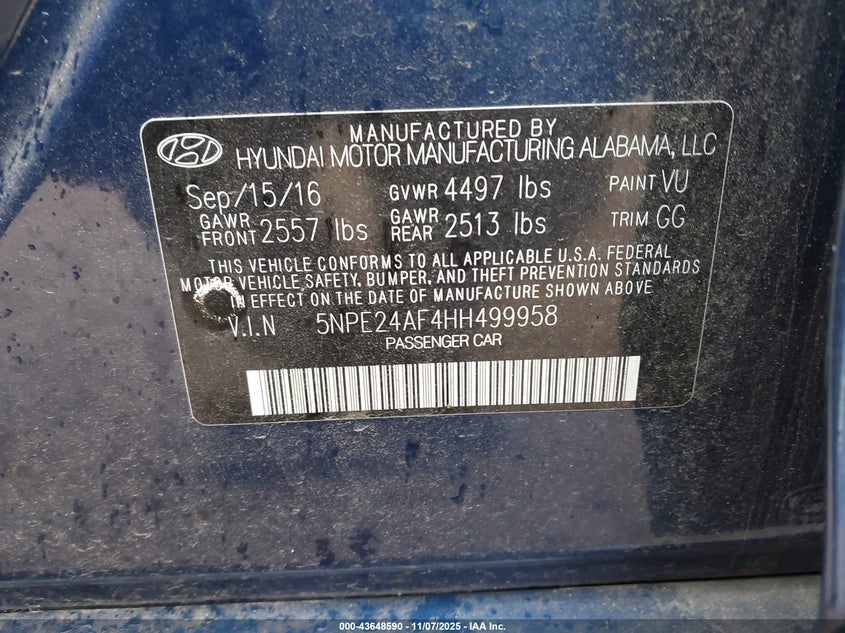 MANUFACTURED BY
HYUNDAI MOTOR MANUFACTURING ALABAMA, LLC
Sep/15/16 GVWR 4497 lbs PAINT VU
GAWR FRONT 2557 lbs GAWR REAR 2513 lbs TRIM GG
THIS VEHICLE CONFORMS TO ALL APPLICABLE U.S.A. FEDERAL
MOTOR VEHICLE SAFETY, BUMPER, AND THEFT PREVENTION STANDARDS
IN EFFECT ON THE DATE OF MANUFACTURE SHOWN ABOVE
V.I.N 5NPE24AF4HH499958
PASSENGER CAR
000-43648590 - 11/07/2025 - IAA Inc.